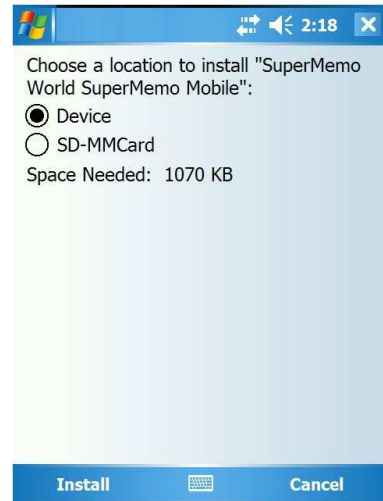 2:18
Choose a location to install "SuperMemo
World SuperMemo Mobile":
Device
SD-MMCard
Space Needed: 1070 KB
Install Cancel